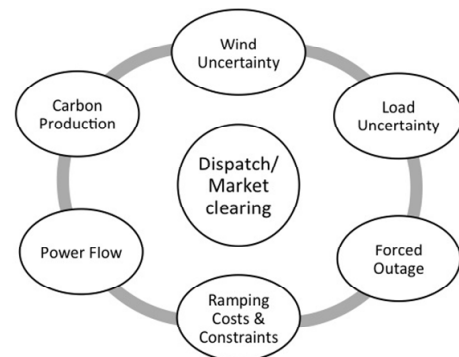 Wind
Uncertainty
Carbon
Production
Load
Uncertainty
Dispatch/
Market
clearing
Power Flow
Forced
Outage
Ramping
Costs &
Constraints